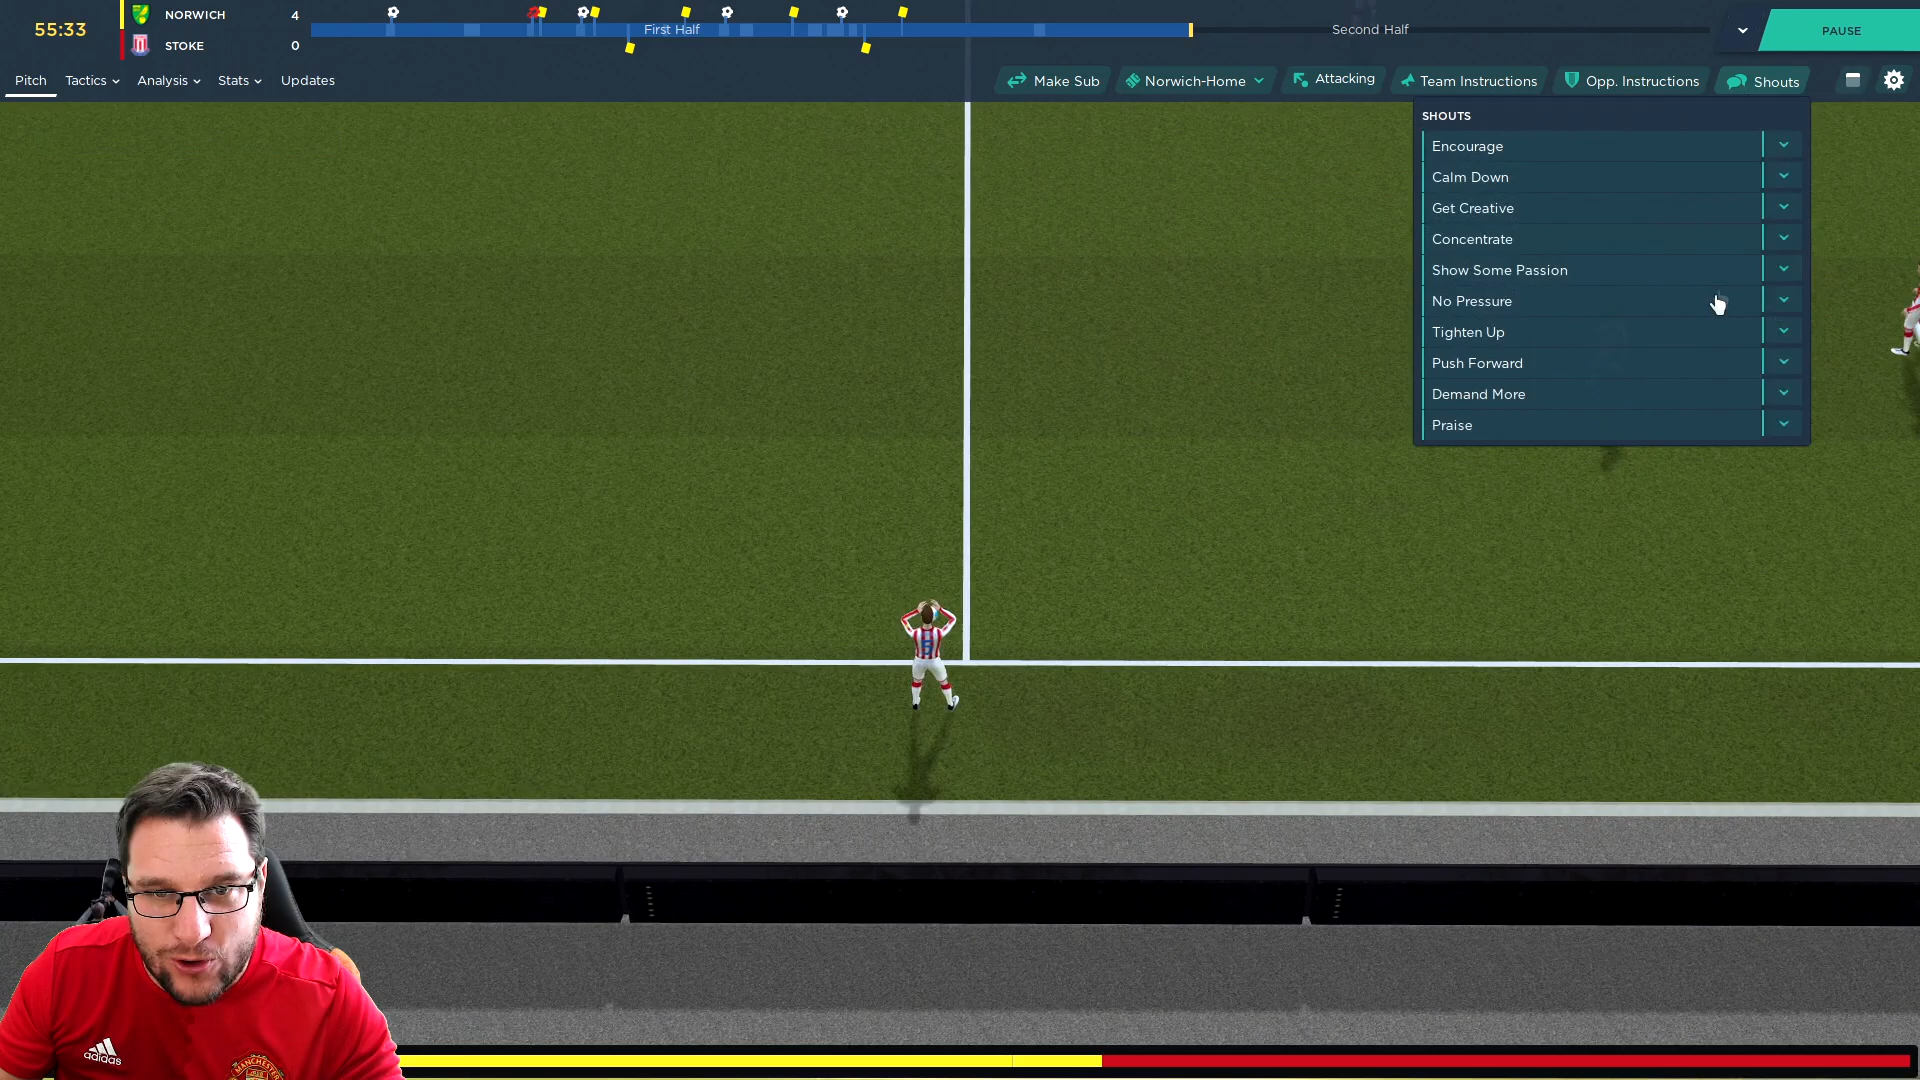 55:33
NORWICH 4
STOKE 0
First Half
Second Half
PAUSE
Pitch
Tactics
Analysis
Stats
Updates
Make Sub
Norwich-Home
Attacking
Team Instructions
Opp. Instructions
Shouts
SHOUTS
Encourage
Calm Down
Get Creative
Concentrate
Show Some Passion
No Pressure
Tighten Up
Push Forward
Demand More
Praise
5
adidas
MANCHESTER